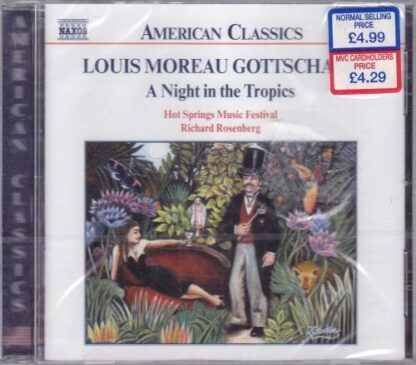 NAXOS
AMERICAN CLASSICS
NORMAL SELLING
PRICE
£4.99
MVC CARDHOLDERS
PRICE
£4.29
LOUIS MOREAU GOTTSCHA
A Night in the Tropics
Hot Springs Music Festival
Richard Rosenberg
AMERICAN CLASSICS